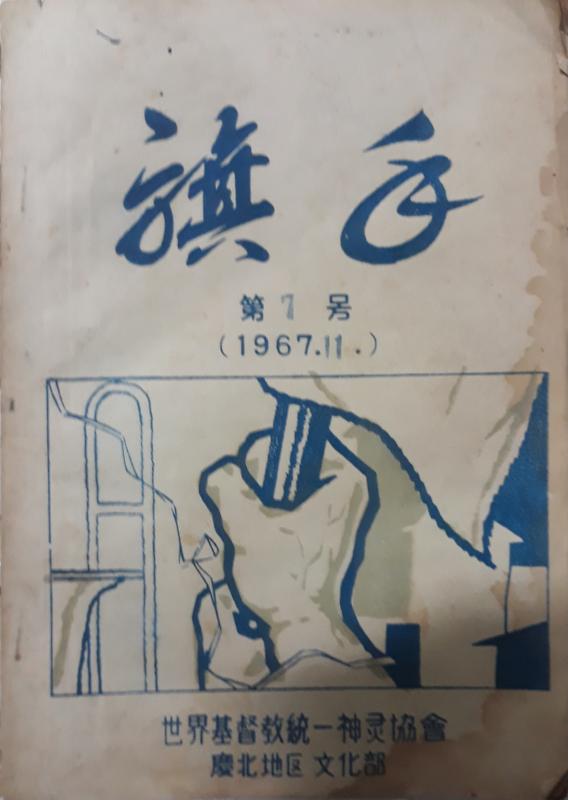 旗手
第7号
(1967.11.)
世界基督教統一神灵協會
慶北地区 文化部